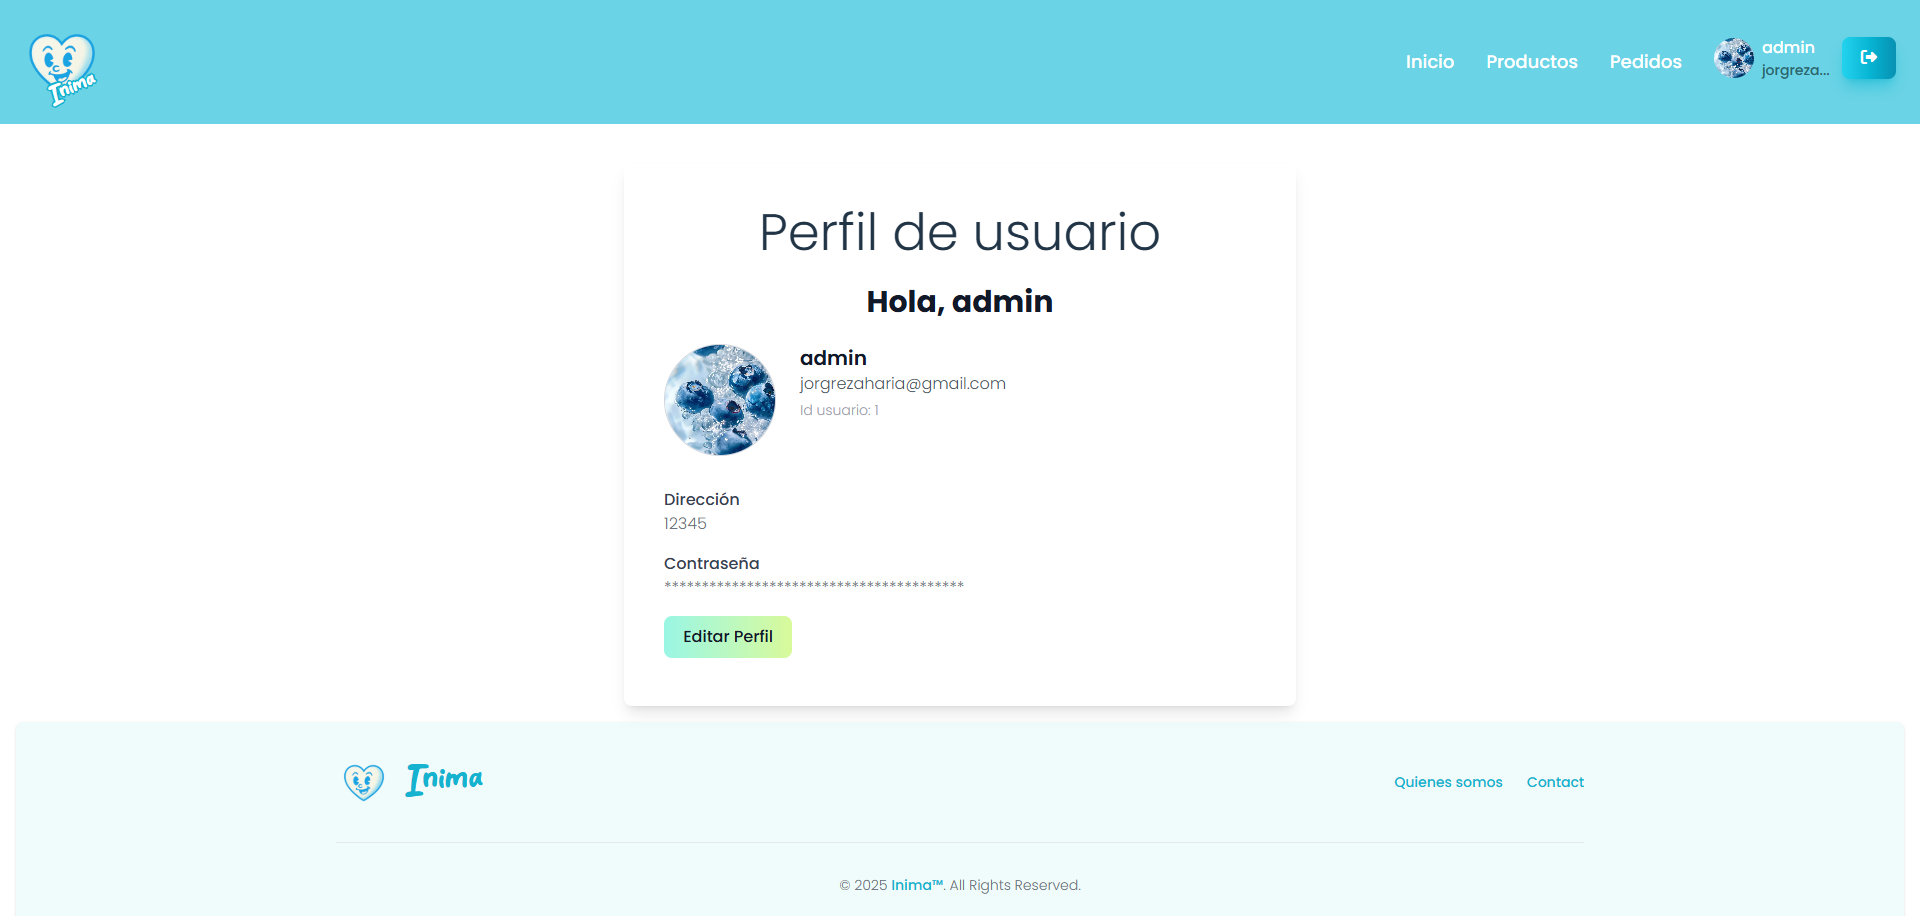 Inima
Inicio
Productos
Pedidos
admin
jorgreza...
Perfil de usuario
Hola, admin
admin
jorgrezaharia@gmail.com
Id usuario: 1
Dirección
12345
Contraseña
****************************************
Editar Perfil
Inima
Quienes somos
Contact
© 2025 Inima™. All Rights Reserved.